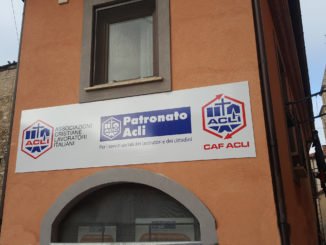 ACLI
ASSOCIAZIONI
CRISTIANE
LAVORATORI
ITALIANI
Patronato
Acli
Per i servizi sociali dei lavoratori e dei cittadini
ACLI
CAF ACLI